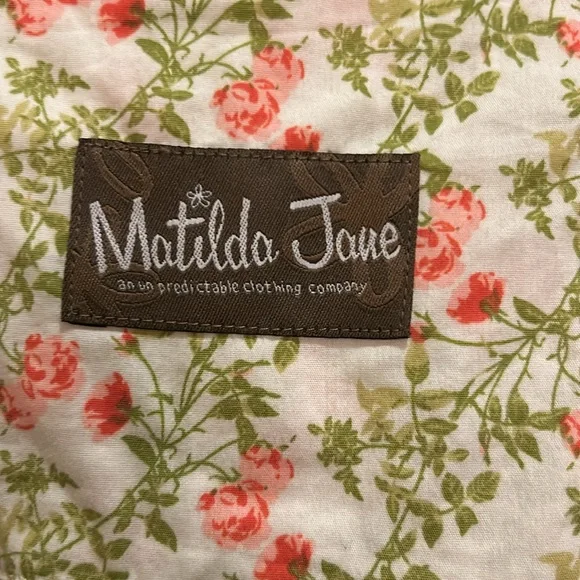 Matilda Jane
an un predictable clothing company